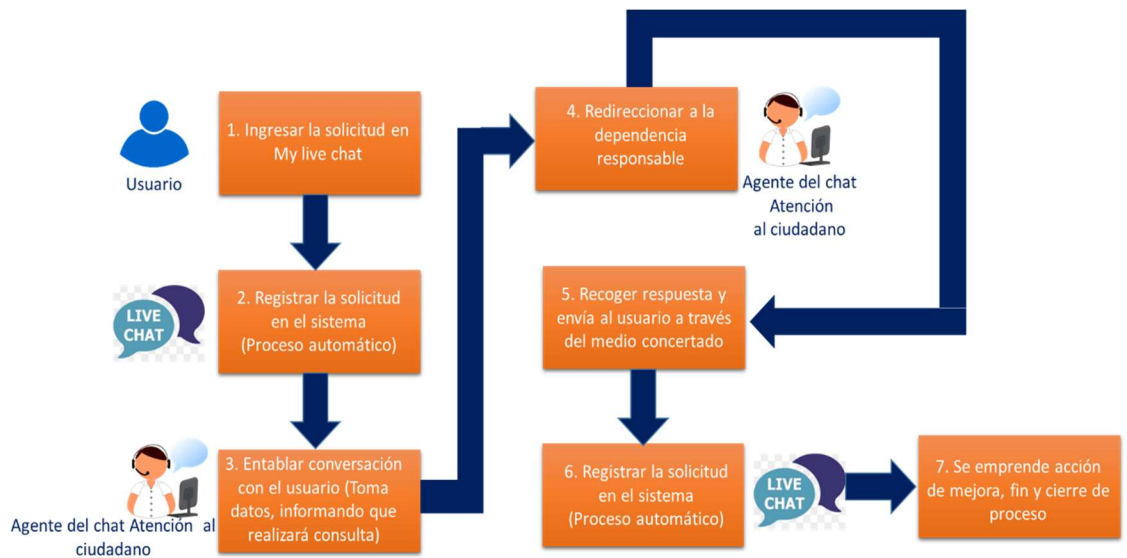 1. Ingresar la solicitud en
My live chat
Usuario
2. Registrar la solicitud
en el sistema
(Proceso automático)
LIVE
CHAT
3. Entablar conversación
con el usuario (Toma
datos, informando que
realizará consulta)
Agente del chat Atención al
ciudadano
4. Redireccionar a la
dependencia
responsable
Agente del chat
Atención
al ciudadano
5. Recoger respuesta y
envía al usuario a través
del medio concertado
6. Registrar la solicitud
en el sistema
(Proceso automático)
LIVE
CHAT
7. Se emprende acción
de mejora, fin y cierre de
proceso